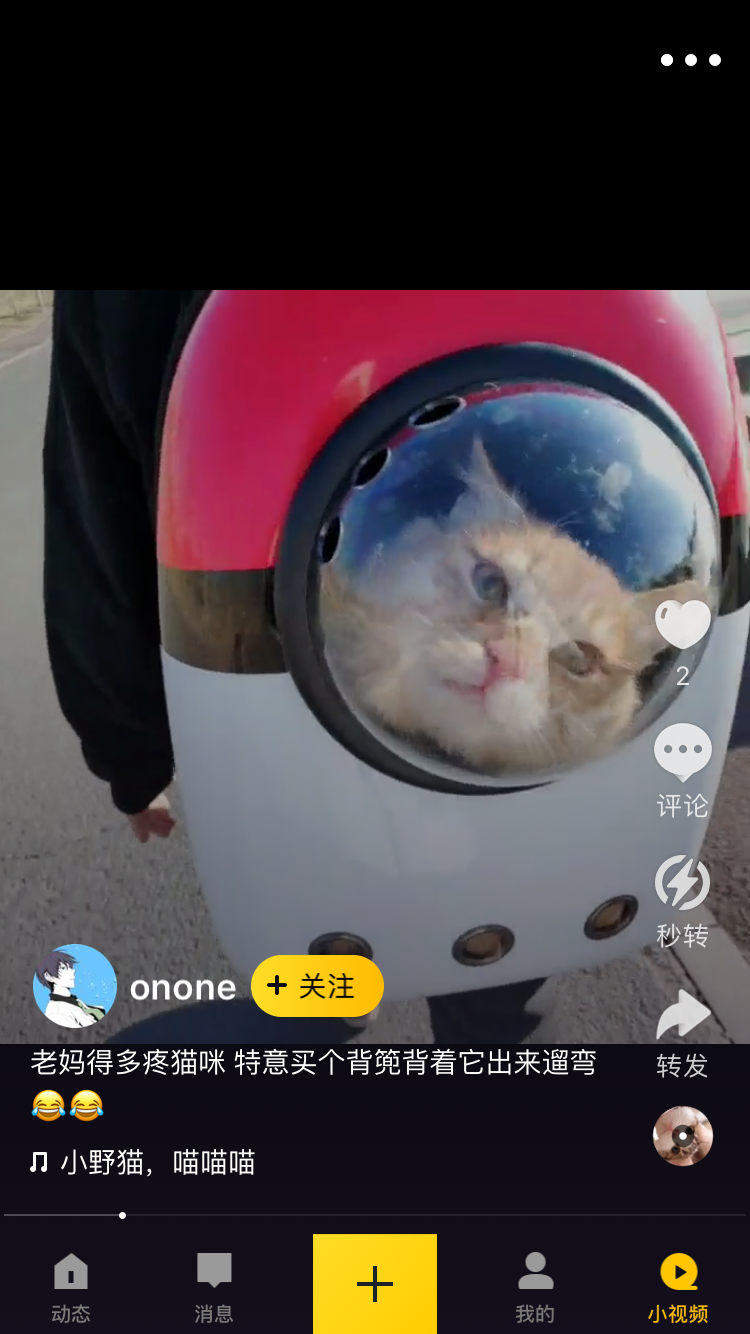 2
评论
秒转
onone
+ 关注
转发
老妈得多疼猫咪 特意买个背篼背着它出来遛弯
😂😂
小野猫，喵喵喵
动态
消息
我的
小视频